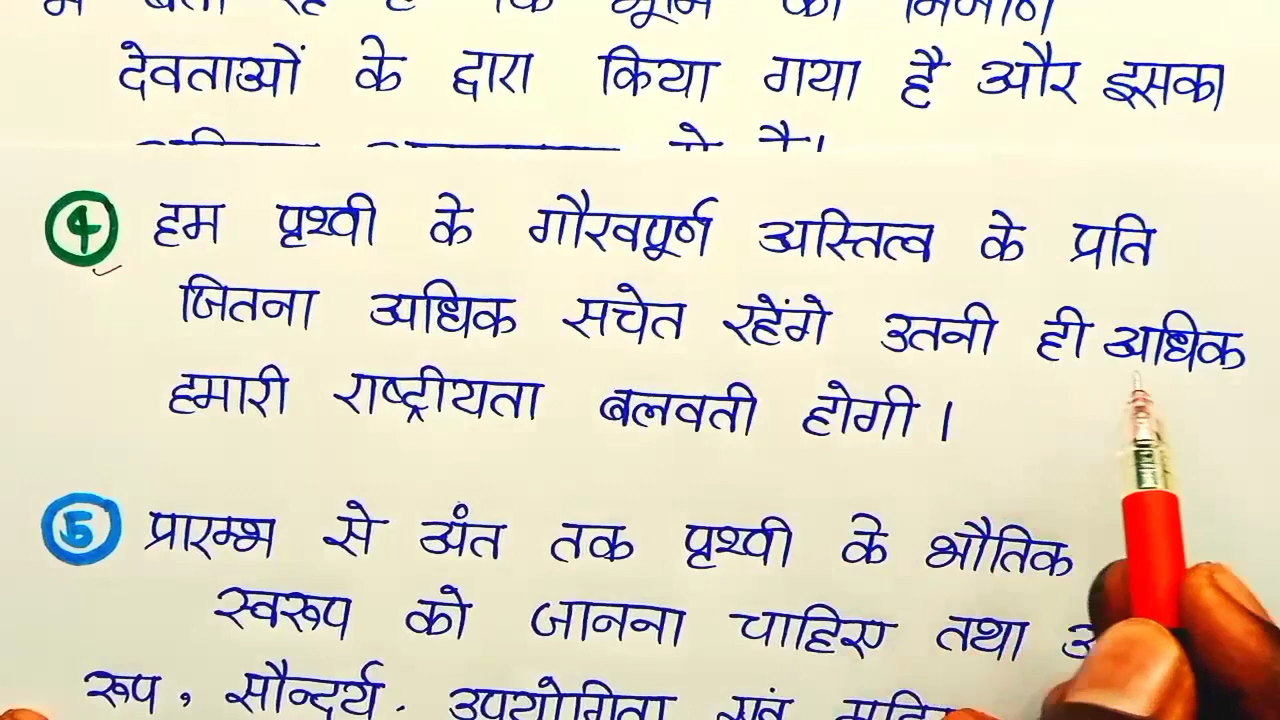 देवताओं के द्वारा किया गया है और इसका
④ हम पृथ्वी के गौरवपूर्ण अस्तित्व के प्रति
जितना अधिक सचेत रहेंगे उतनी ही अधिक
हमारी राष्ट्रीयता बलवती होगी।
⑤ प्रारम्भ से अंत तक पृथ्वी के भौतिक
स्वरूप को जानना चाहिए तथा
रूप, सौन्दर्य, उपयोगिता एवं